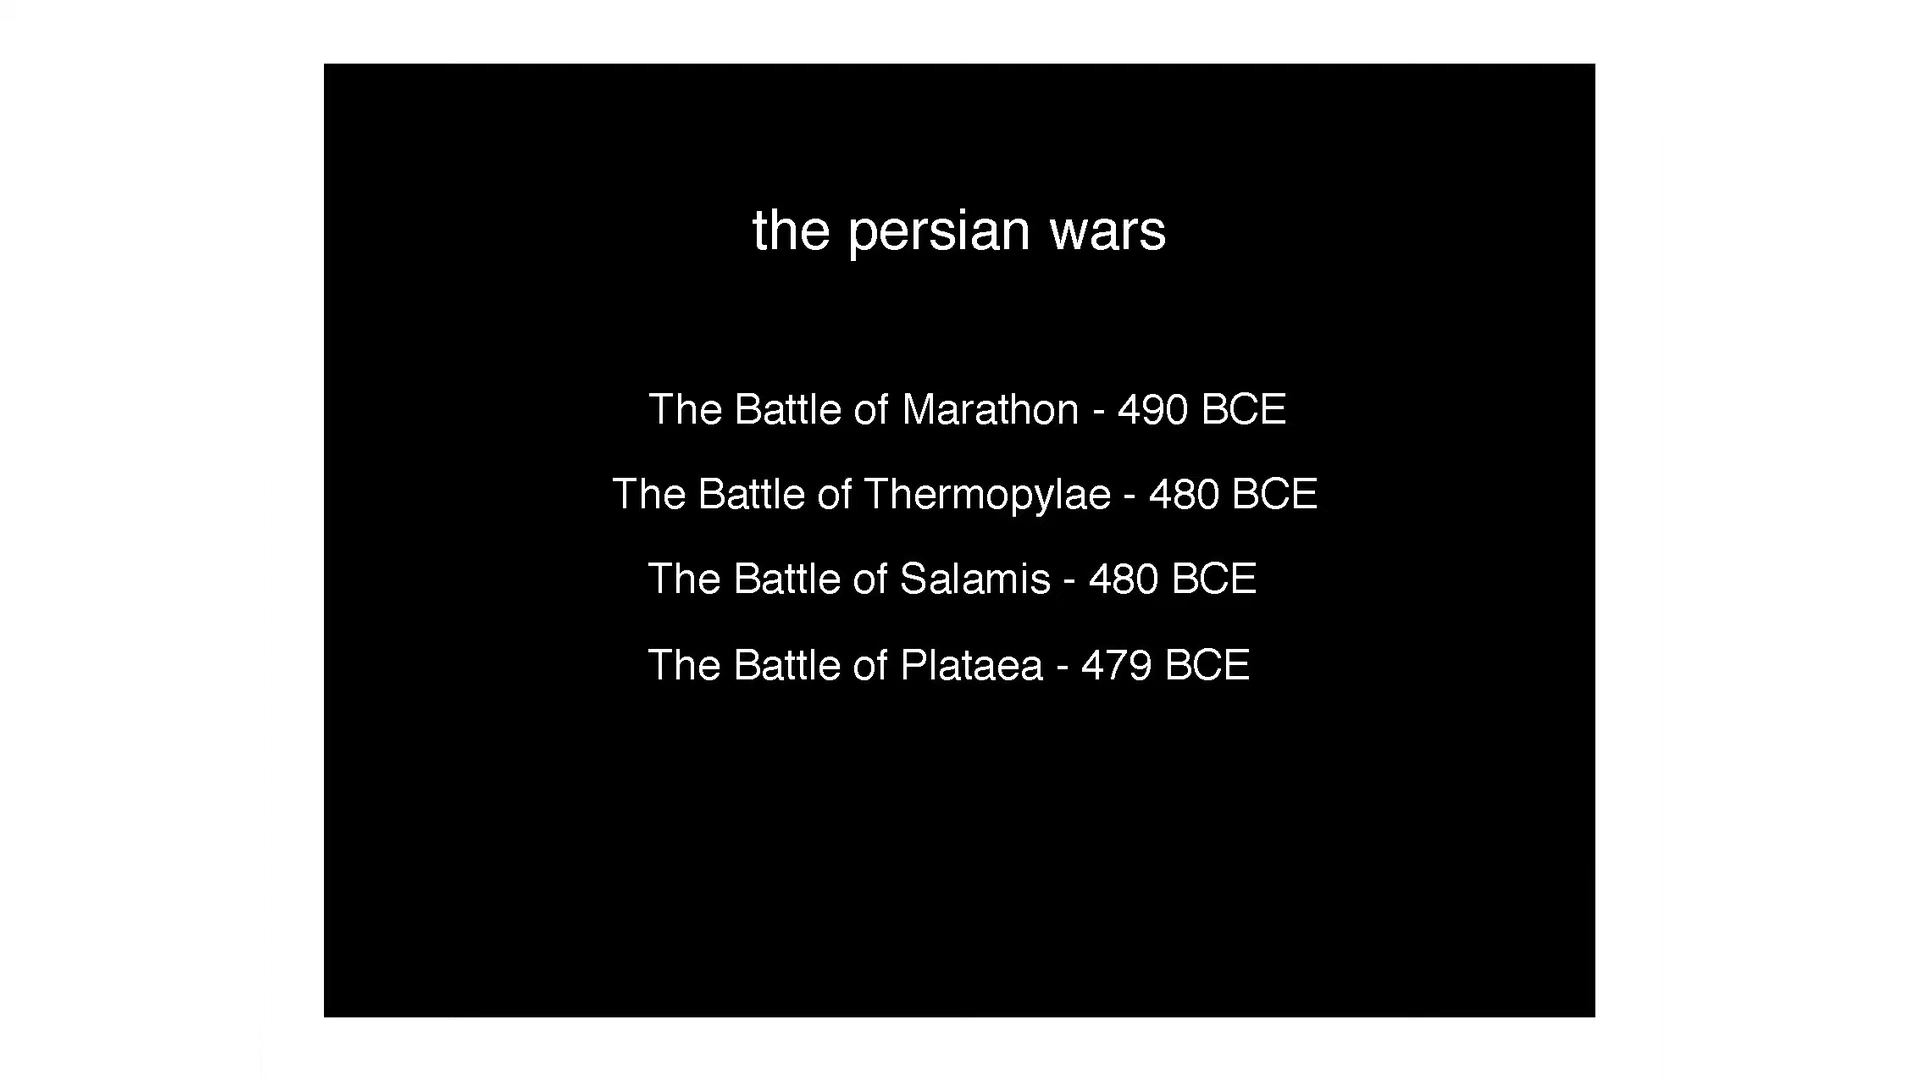 the persian wars
The Battle of Marathon - 490 BCE
The Battle of Thermopylae - 480 BCE
The Battle of Salamis - 480 BCE
The Battle of Plataea - 479 BCE